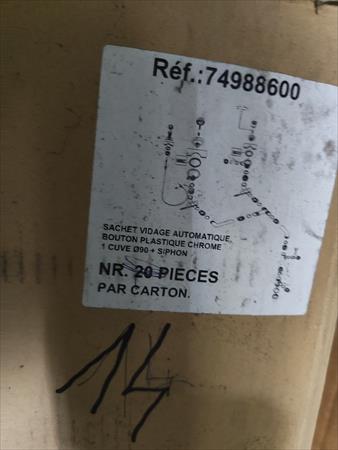 Réf.:74988600
SACHET VIDAGE AUTOMATIQUE
BOUTON PLASTIQUE CHROME
1 CUVE Ø90 + SIPHON
NR. 20 PIECES
PAR CARTON.
14